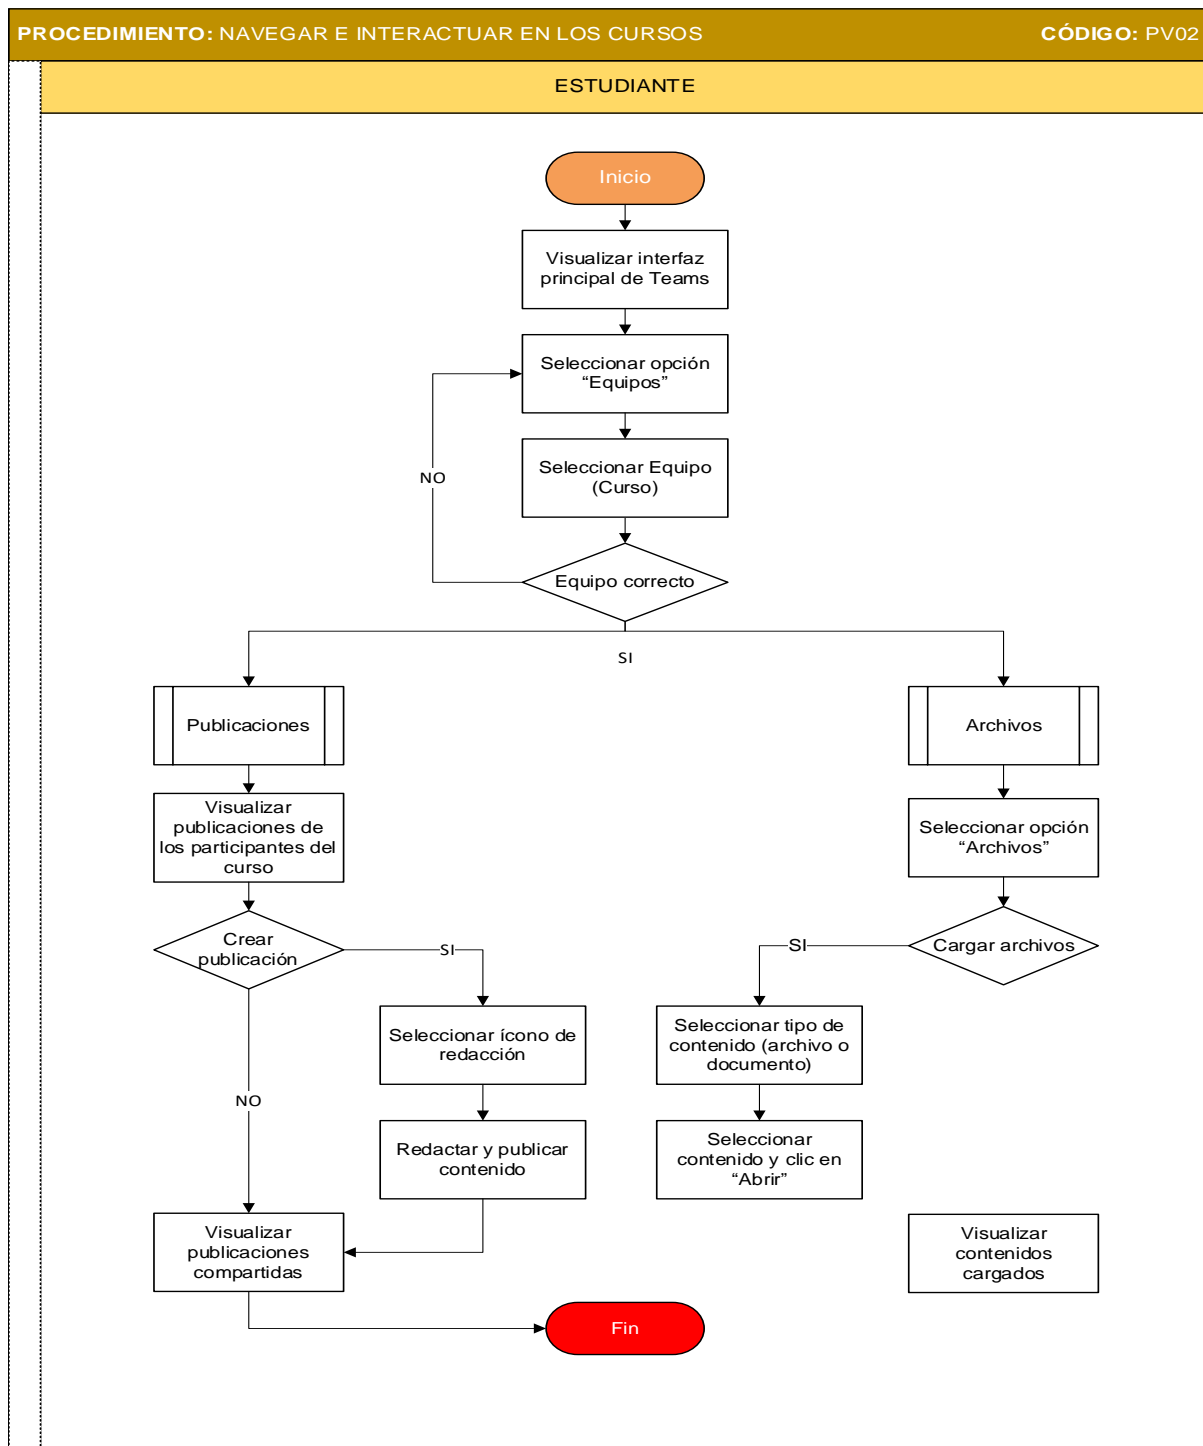 PROCEDIMIENTO: NAVEGAR E INTERACTUAR EN LOS CURSOS
CÓDIGO: PV02
ESTUDIANTE
Inicio
Visualizar interfaz
principal de Teams
Seleccionar opción
“Equipos”
Seleccionar Equipo
(Curso)
NO
Equipo correcto
SI
Publicaciones
Archivos
Visualizar
publicaciones de
los participantes del
curso
Seleccionar opción
“Archivos”
Crear
publicación
SI
SI
Cargar archivos
Seleccionar ícono de
redacción
Seleccionar tipo de
contenido (archivo o
documento)
NO
Redactar y publicar
contenido
Seleccionar
contenido y clic en
“Abrir”
Visualizar
publicaciones
compartidas
Visualizar
contenidos
cargados
Fin